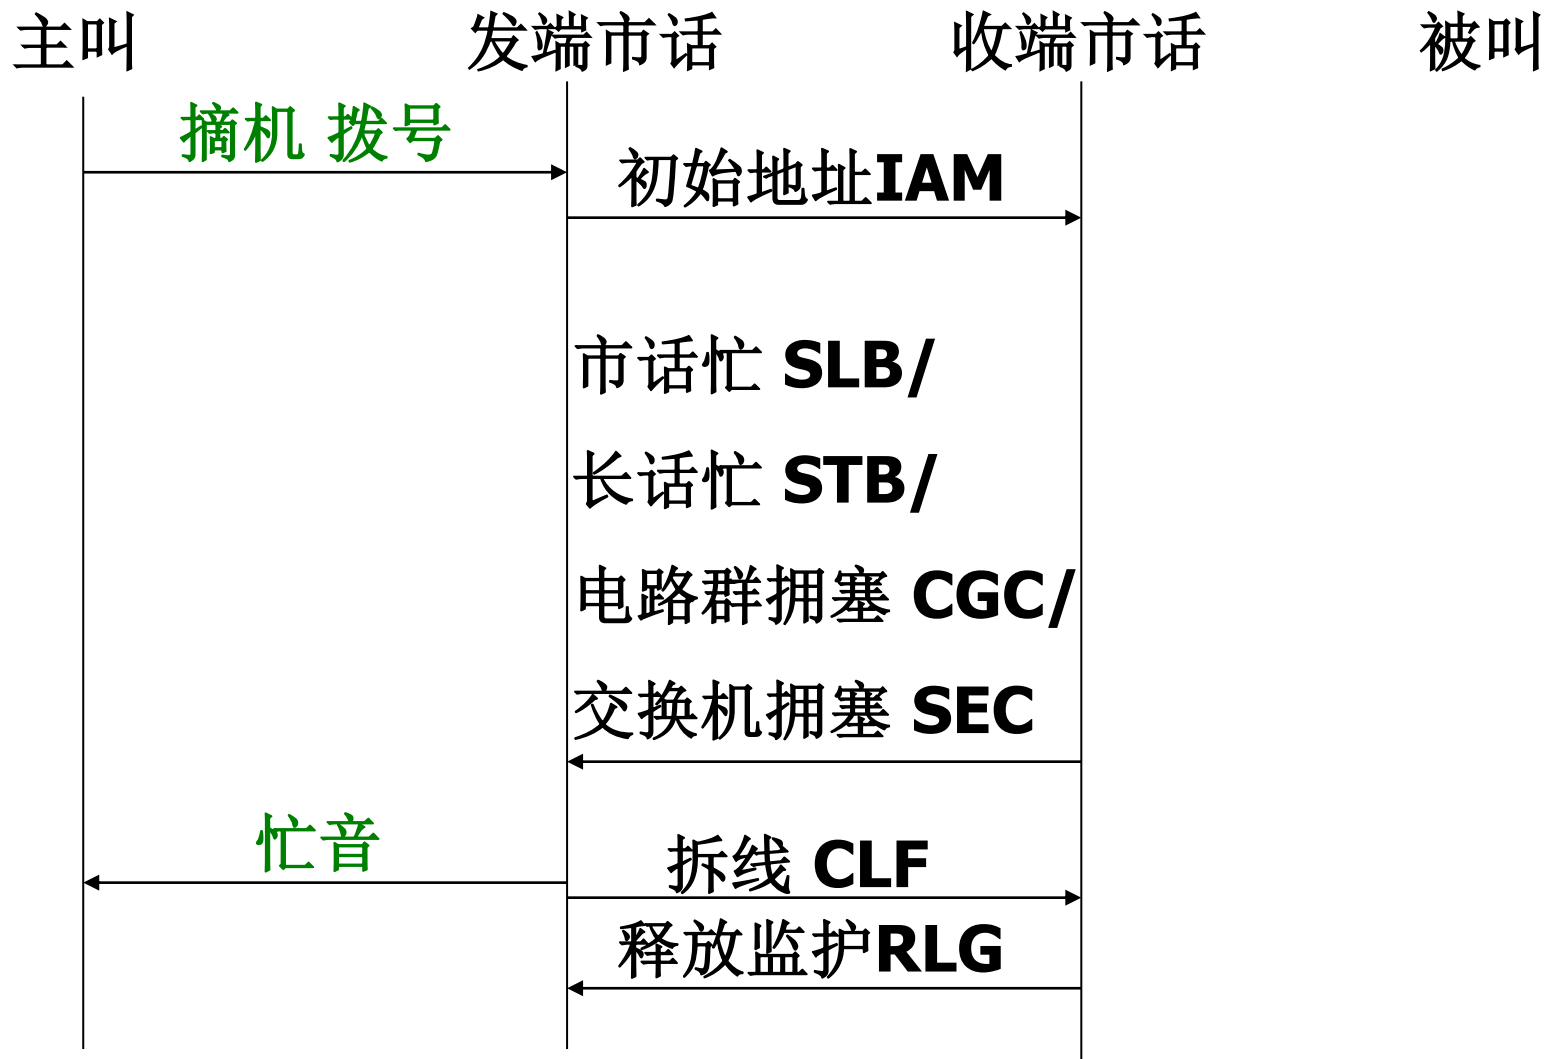 主叫 发端市话 收端市话 被叫
摘机 拨号
初始地址IAM
市话忙 SLB/
长话忙 STB/
电路群拥塞 CGC/
交换机拥塞 SEC
忙音
拆线 CLF
释放监护RLG